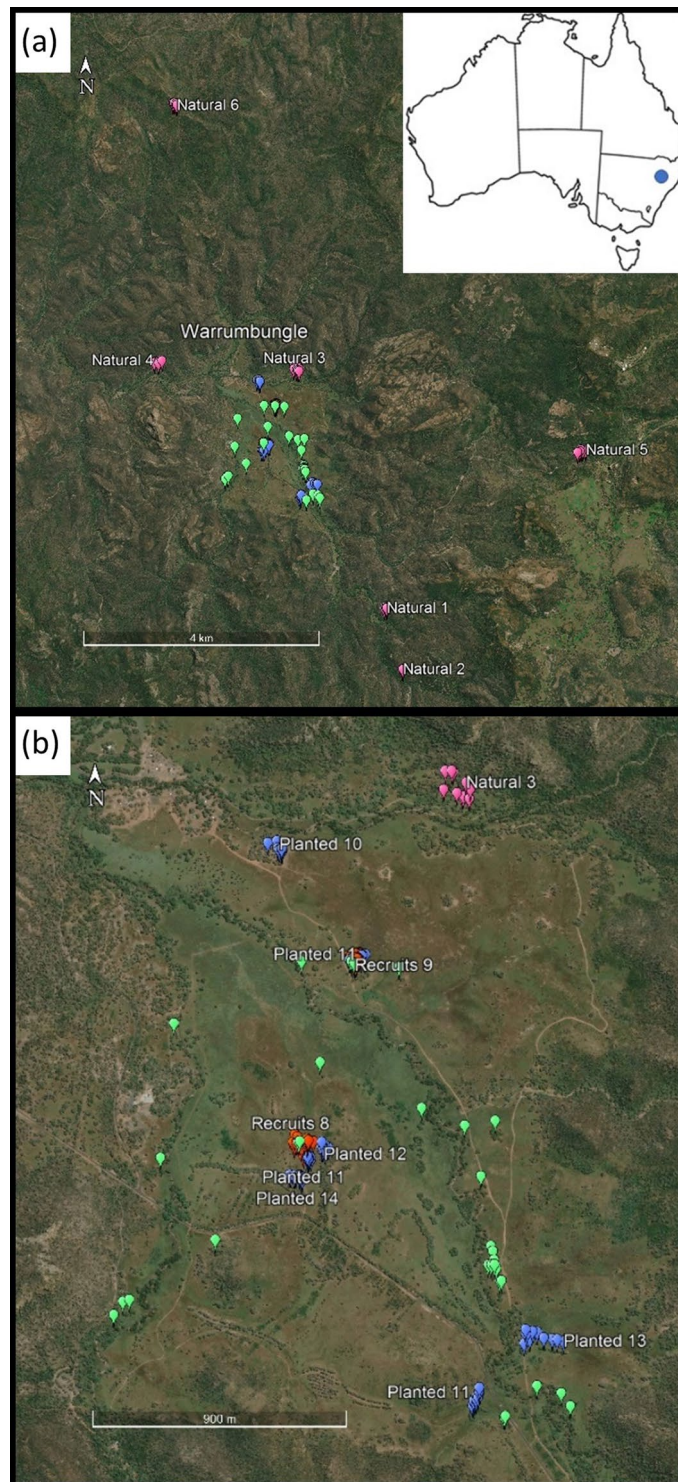 (a)
N
Natural 6
Warrumbungle
Natural 4
Natural 3
Natural 5
Natural 1
4 km
Natural 2
(b)
N
Natural 3
Planted 10
Planted 11
Recruits 9
Recruits 8
Planted 12
Planted 11
Planted 14
Planted 13
Planted 11
900 m